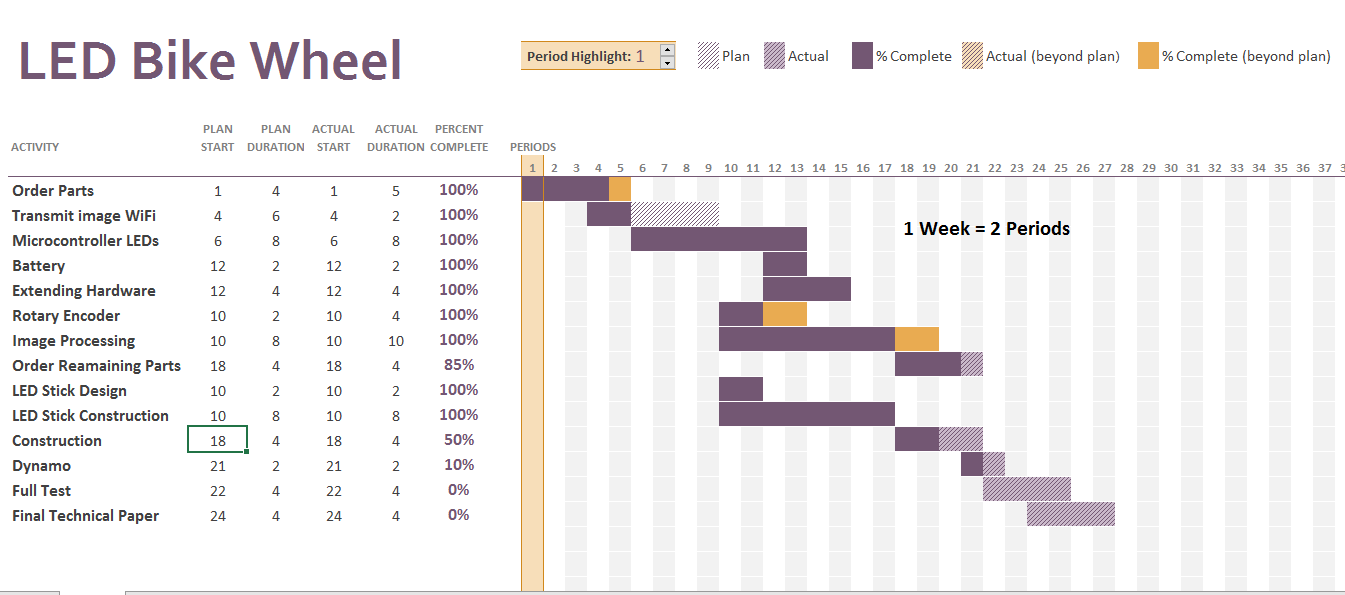 LED Bike Wheel
Period Highlight: 1 Plan Actual % Complete Actual (beyond plan) % Complete (beyond plan)
PLAN PLAN ACTUAL ACTUAL PERCENT
ACTIVITY START DURATION START DURATION COMPLETE PERIODS
1 2 3 4 5 6 7 8 9 10 11 12 13 14 15 16 17 18 19 20 21 22 23 24 25 26 27 28 29 30 31 32 33 34 35 36 37
Order Parts 1 4 1 5 100%
Transmit image WiFi 4 6 4 2 100%
1 Week = 2 Periods
Microcontroller LEDs 6 8 6 8 100%
Battery 12 2 12 2 100%
Extending Hardware 12 4 12 4 100%
Rotary Encoder 10 2 10 4 100%
Image Processing 10 8 10 10 100%
Order Reamaining Parts 18 4 18 4 85%
LED Stick Design 10 2 10 2 100%
LED Stick Construction 10 8 10 8 100%
Construction 18 4 18 4 50%
Dynamo 21 2 21 2 10%
Full Test 22 4 22 4 0%
Final Technical Paper 24 4 24 4 0%